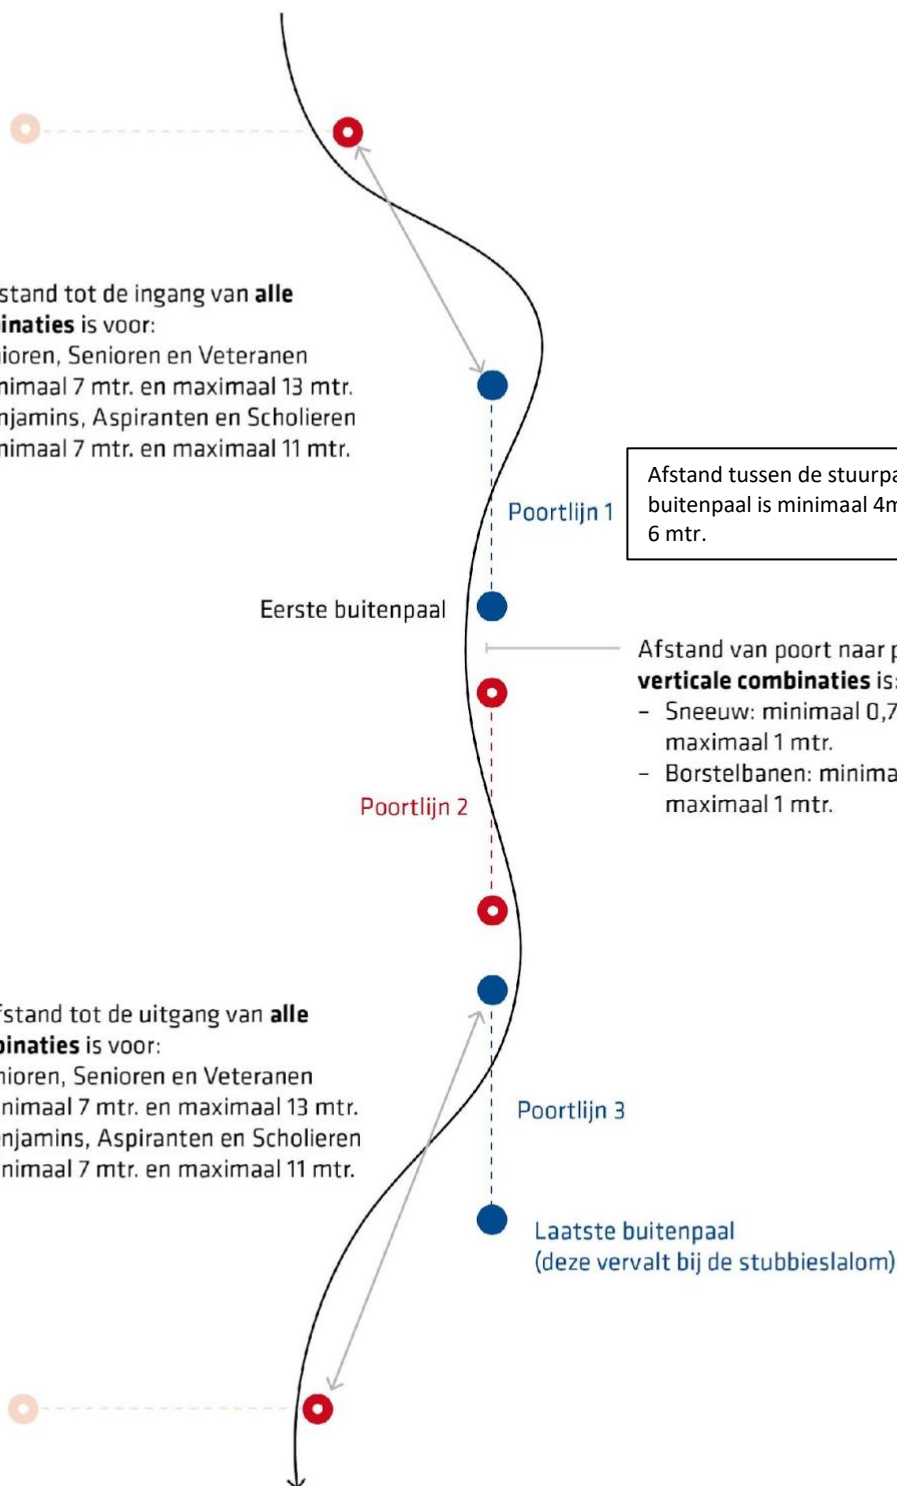 stand tot de ingang van alle
inaties is voor:
ioren, Senioren en Veteranen
nimaal 7 mtr. en maximaal 13 mtr.
njamins, Aspiranten en Scholieren
nimaal 7 mtr. en maximaal 11 mtr.
Poortlijn 1
Afstand tussen de stuurpa
buitenpaal is minimaal 4m
6 mtr.
Eerste buitenpaal
Afstand van poort naar p
verticale combinaties is:
- Sneeuw: minimaal 0,7
maximaal 1 mtr.
- Borstelbanen: minima
maximaal 1 mtr.
Poortlijn 2
fstand tot de uitgang van alle
binaties is voor:
nioren, Senioren en Veteranen
nimaal 7 mtr. en maximaal 13 mtr.
enjamins, Aspiranten en Scholieren
nimaal 7 mtr. en maximaal 11 mtr.
Poortlijn 3
Laatste buitenpaal
(deze vervalt bij de stubbieslalom)